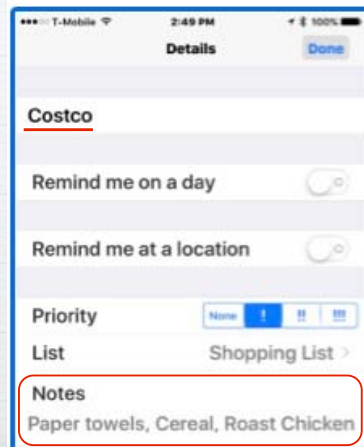 T-Mobile 2:49 PM 100%
Details Done
Costco
Remind me on a day
Remind me at a location
Priority None ! !! !!!
List Shopping List >
Notes
Paper towels, Cereal, Roast Chicken